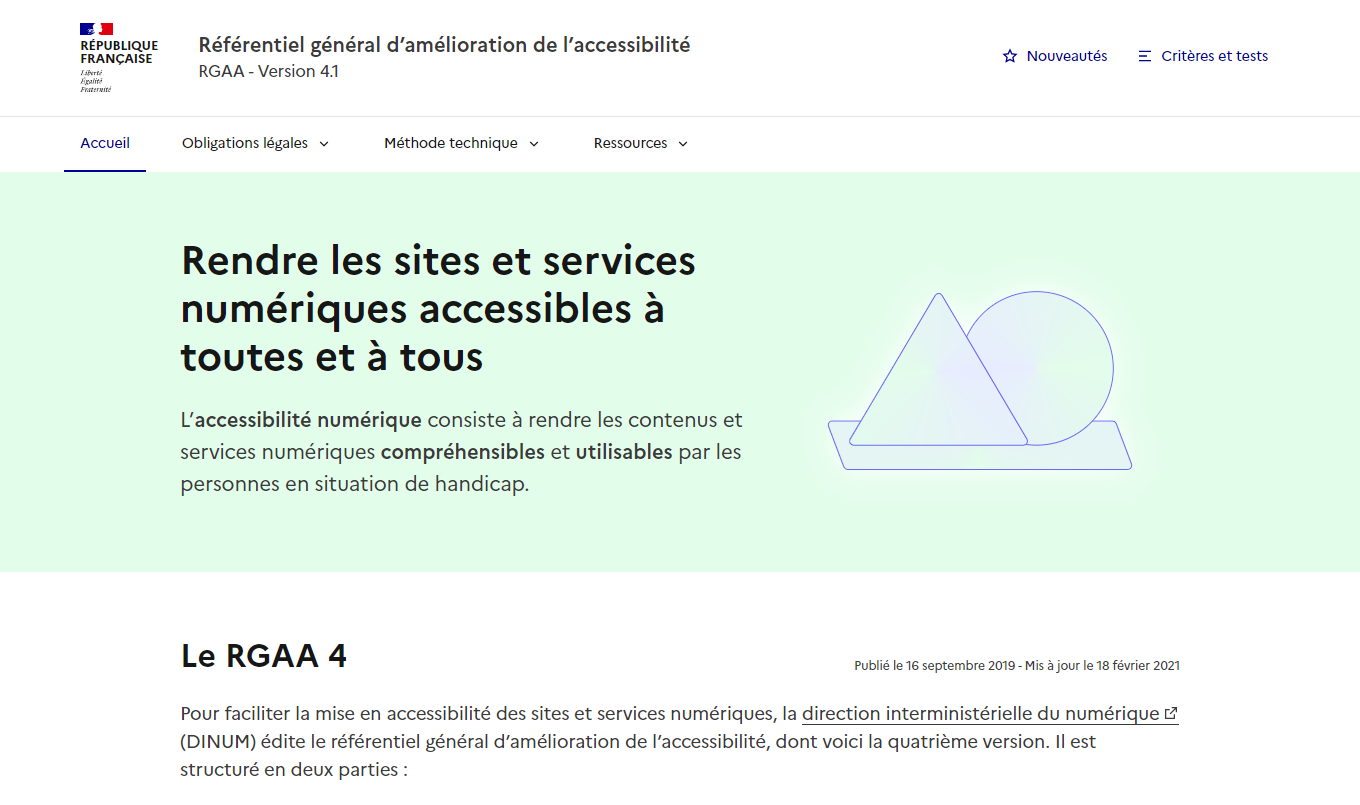 RÉPUBLIQUE
FRANÇAISE
Liberté
Égalité
Fraternité
Référentiel général d’amélioration de l’accessibilité
RGAA - Version 4.1
Nouveautés
Critères et tests
Accueil
Obligations légales
Méthode technique
Ressources
Rendre les sites et services
numériques accessibles à
toutes et à tous
L’accessibilité numérique consiste à rendre les contenus et
services numériques compréhensibles et utilisables par les
personnes en situation de handicap.
Le RGAA 4
Publié le 16 septembre 2019 - Mis à jour le 18 février 2021
Pour faciliter la mise en accessibilité des sites et services numériques, la direction interministérielle du numérique
(DINUM) édite le référentiel général d’amélioration de l’accessibilité, dont voici la quatrième version. Il est
structuré en deux parties :